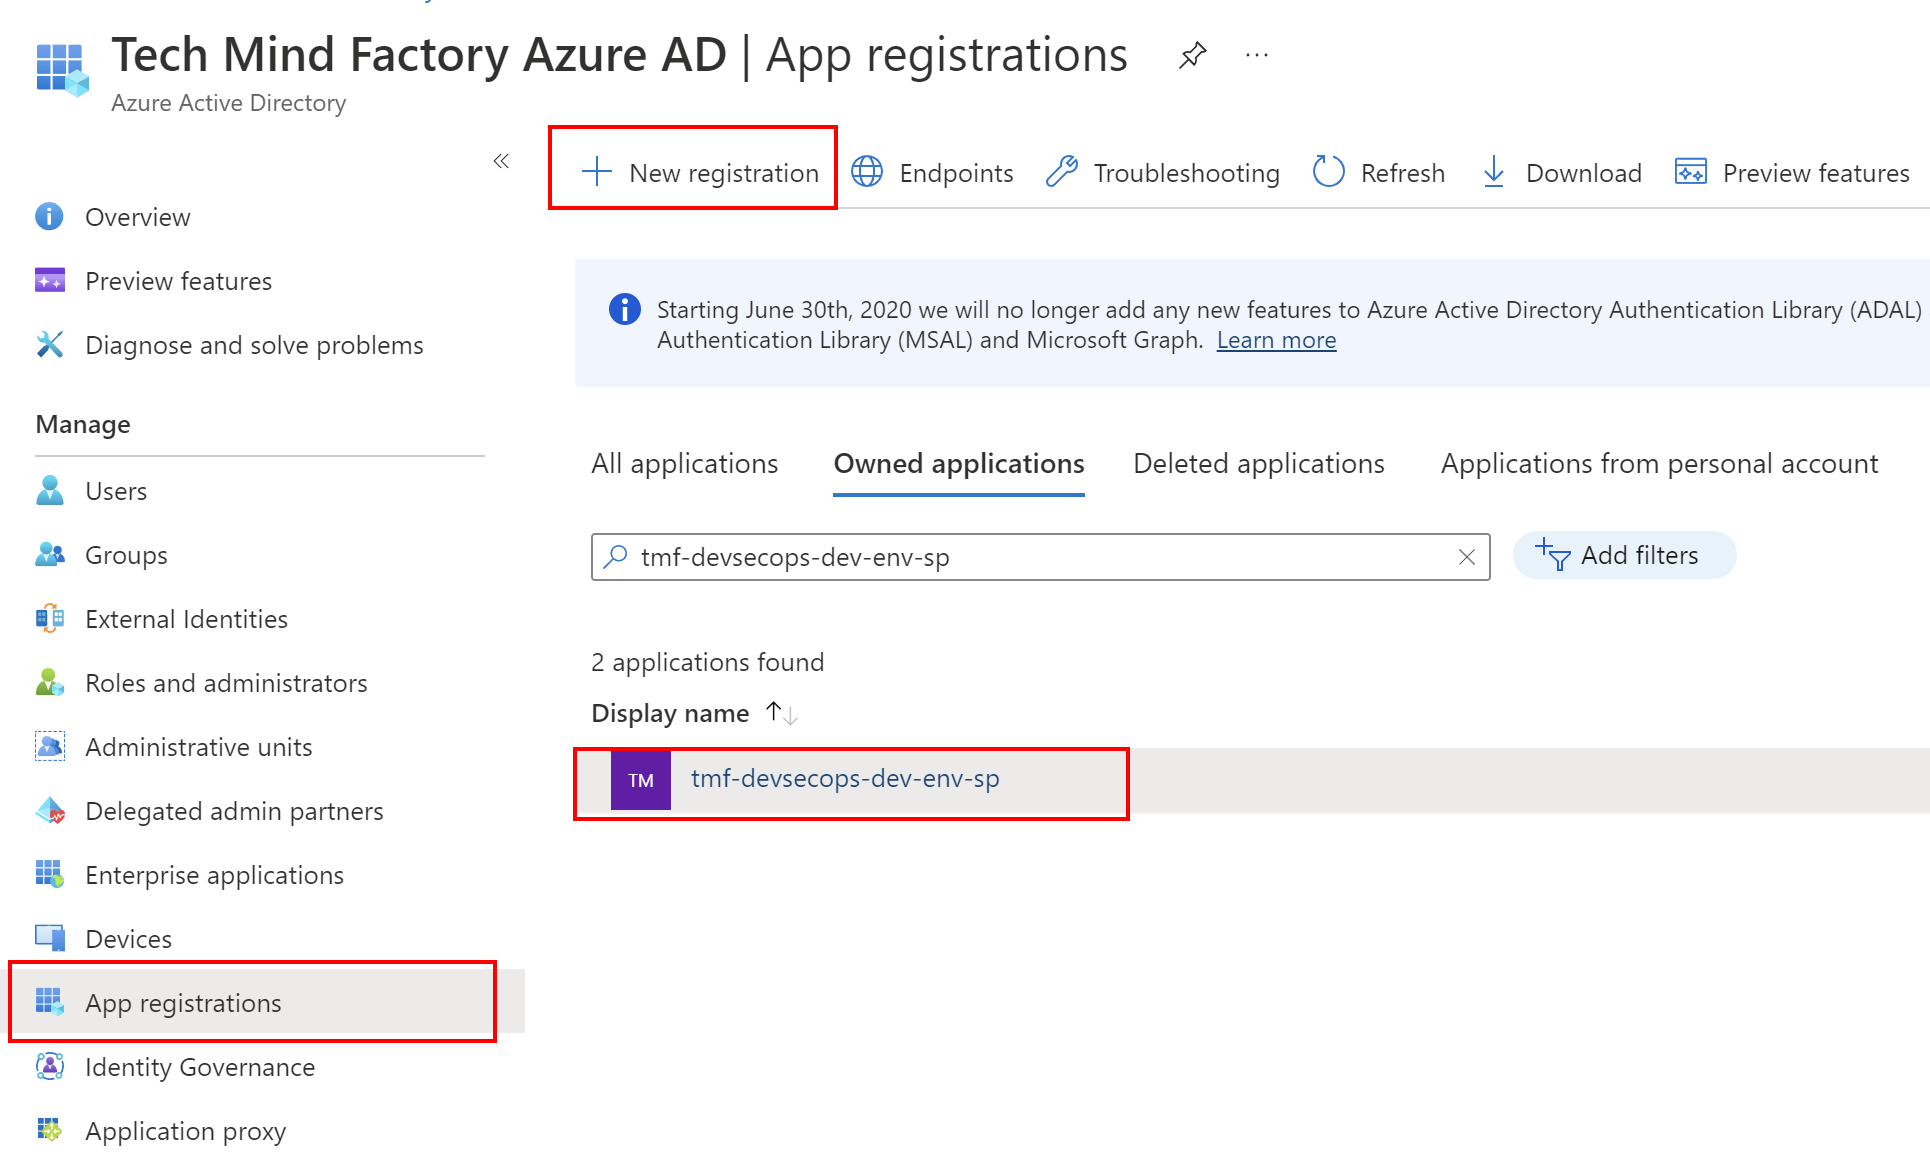 Tech Mind Factory Azure AD | App registrations
Azure Active Directory
Overview
Preview features
Diagnose and solve problems
Manage
Users
Groups
External Identities
Roles and administrators
Administrative units
Delegated admin partners
Enterprise applications
Devices
App registrations
Identity Governance
Application proxy
New registration
Endpoints
Troubleshooting
Refresh
Download
Preview features
Starting June 30th, 2020 we will no longer add any new features to Azure Active Directory Authentication Library (ADAL)
Authentication Library (MSAL) and Microsoft Graph. Learn more
All applications
Owned applications
Deleted applications
Applications from personal account
tmf-devsecops-dev-env-sp
Add filters
2 applications found
Display name
TM
tmf-devsecops-dev-env-sp